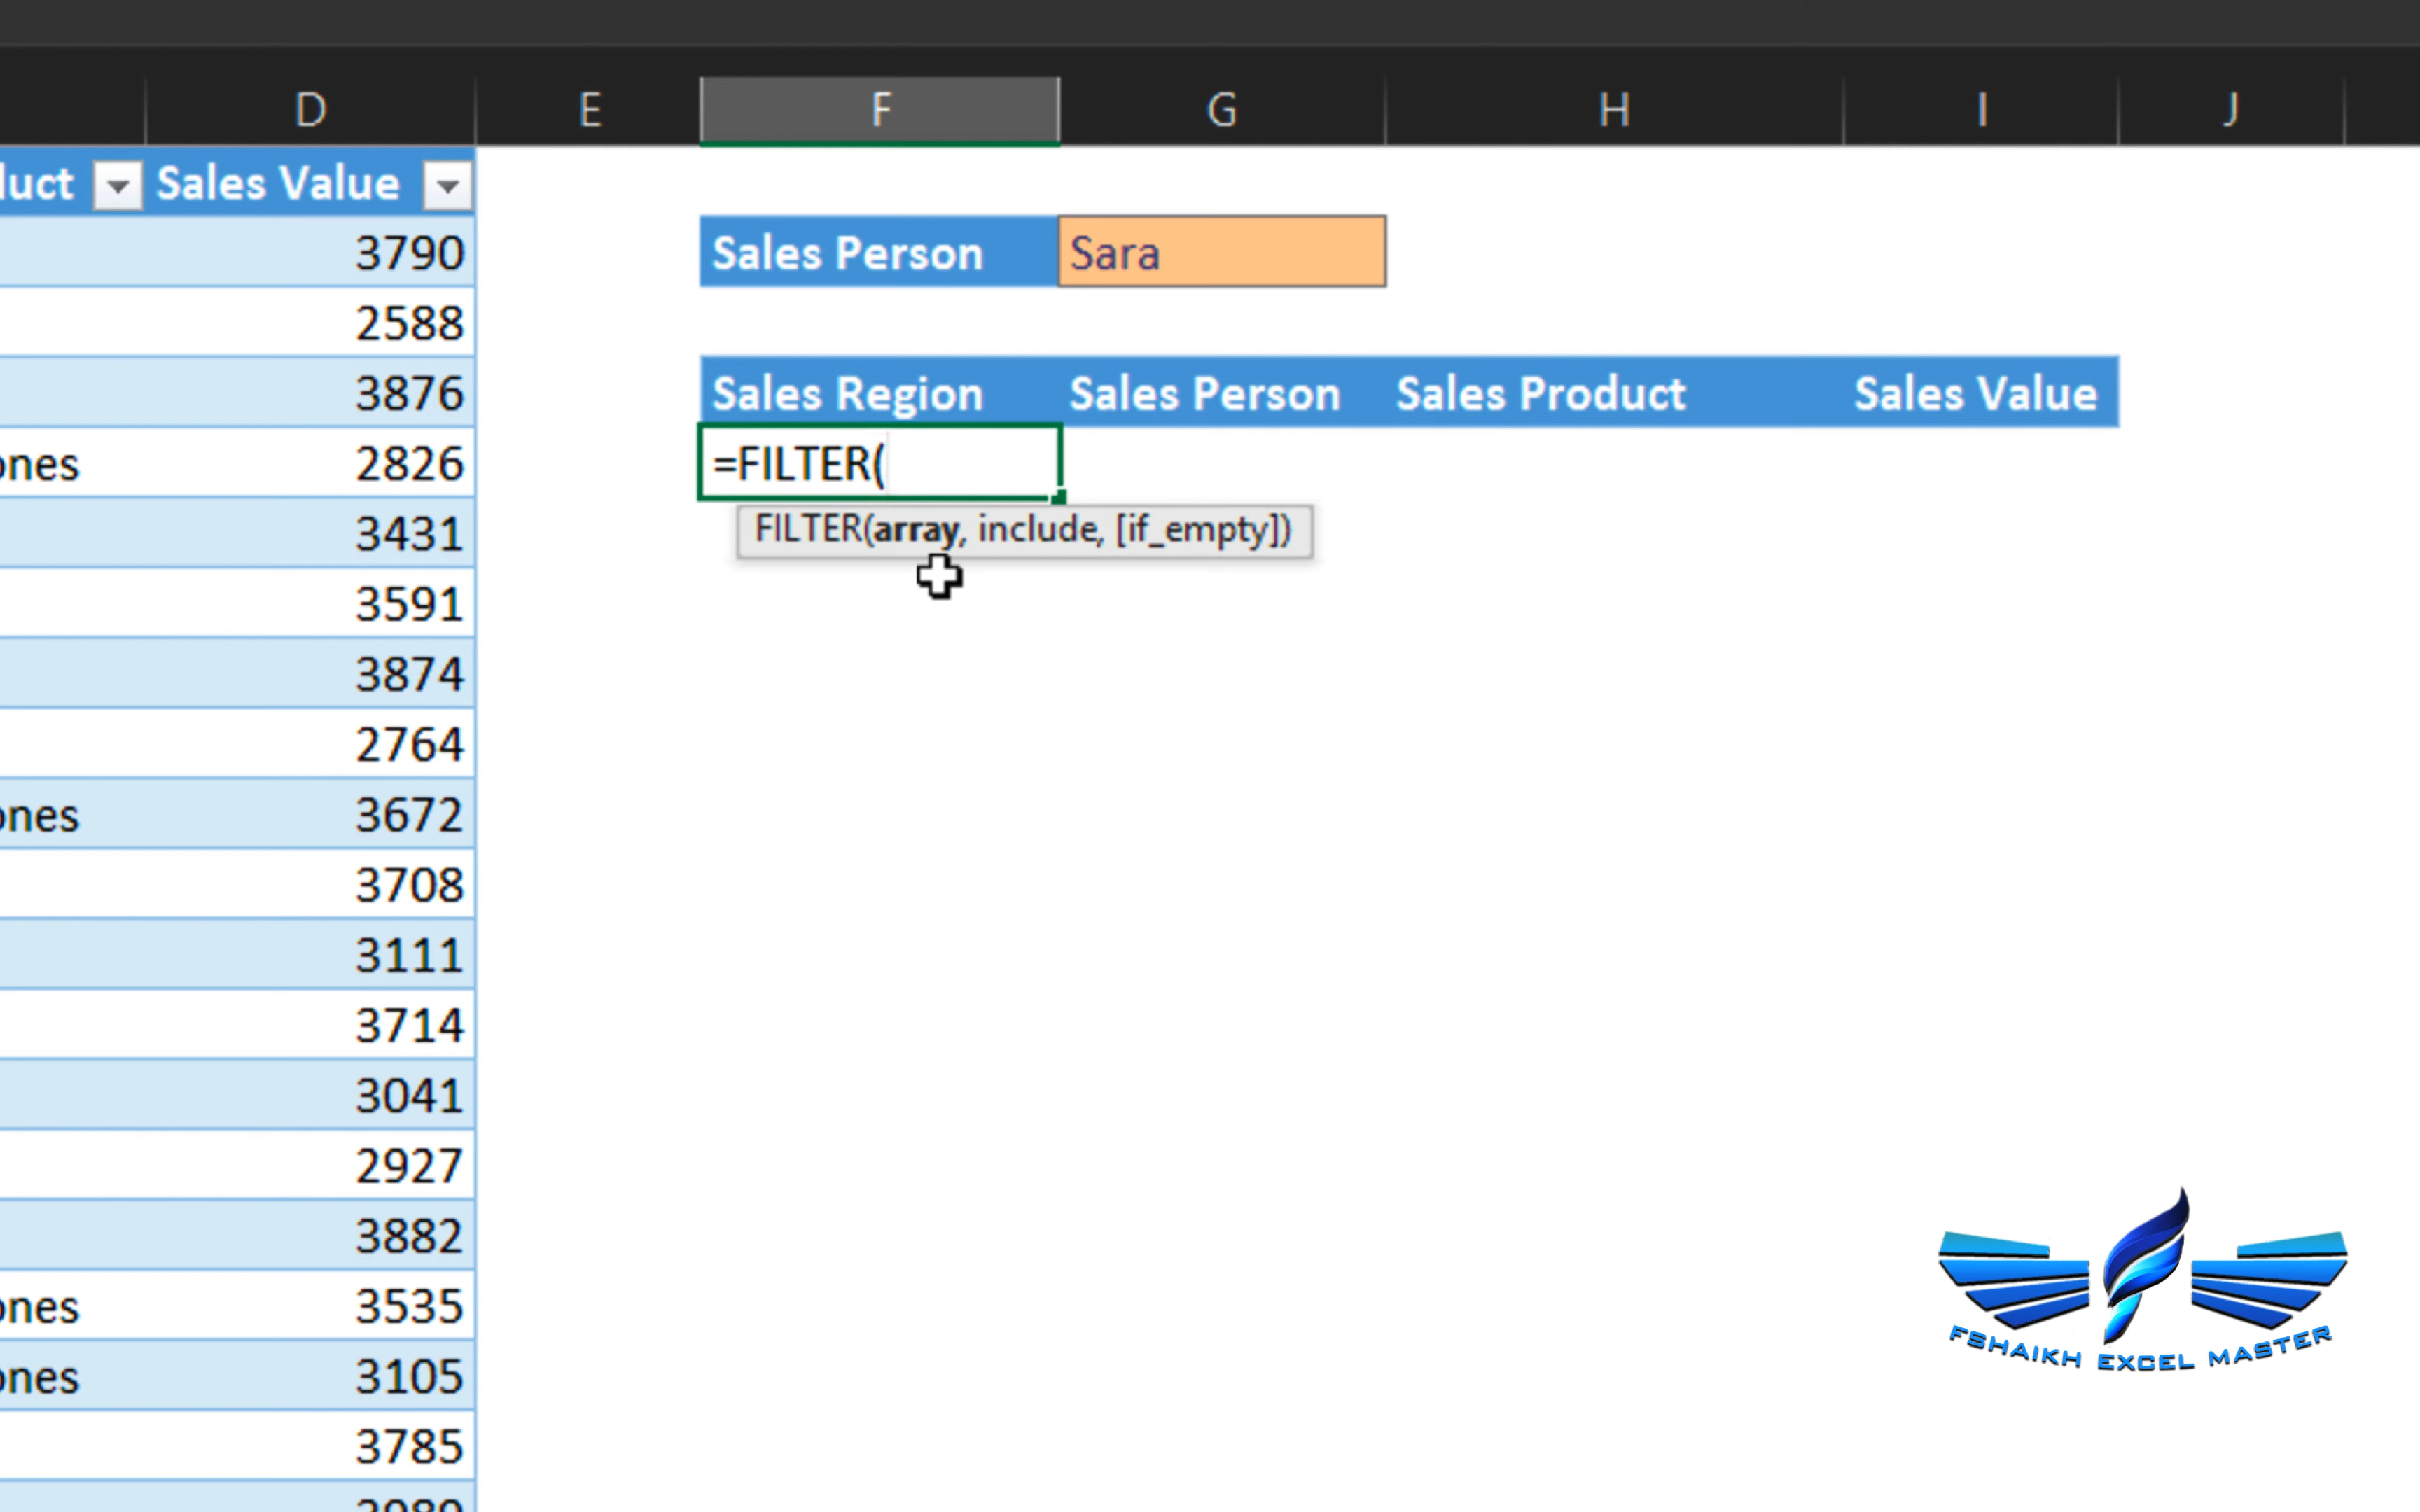 D E F G H I J
luct Sales Value
3790 Sales Person Sara
2588
3876 Sales Region Sales Person Sales Product Sales Value
ones 2826 =FILTER(
3431 FILTER(array, include, [if_empty])
3591
3874
2764
ones 3672
3708
3111
3714
3041
2927
3882
ones 3535
ones 3105
3785
FSHAIKH EXCEL MASTER